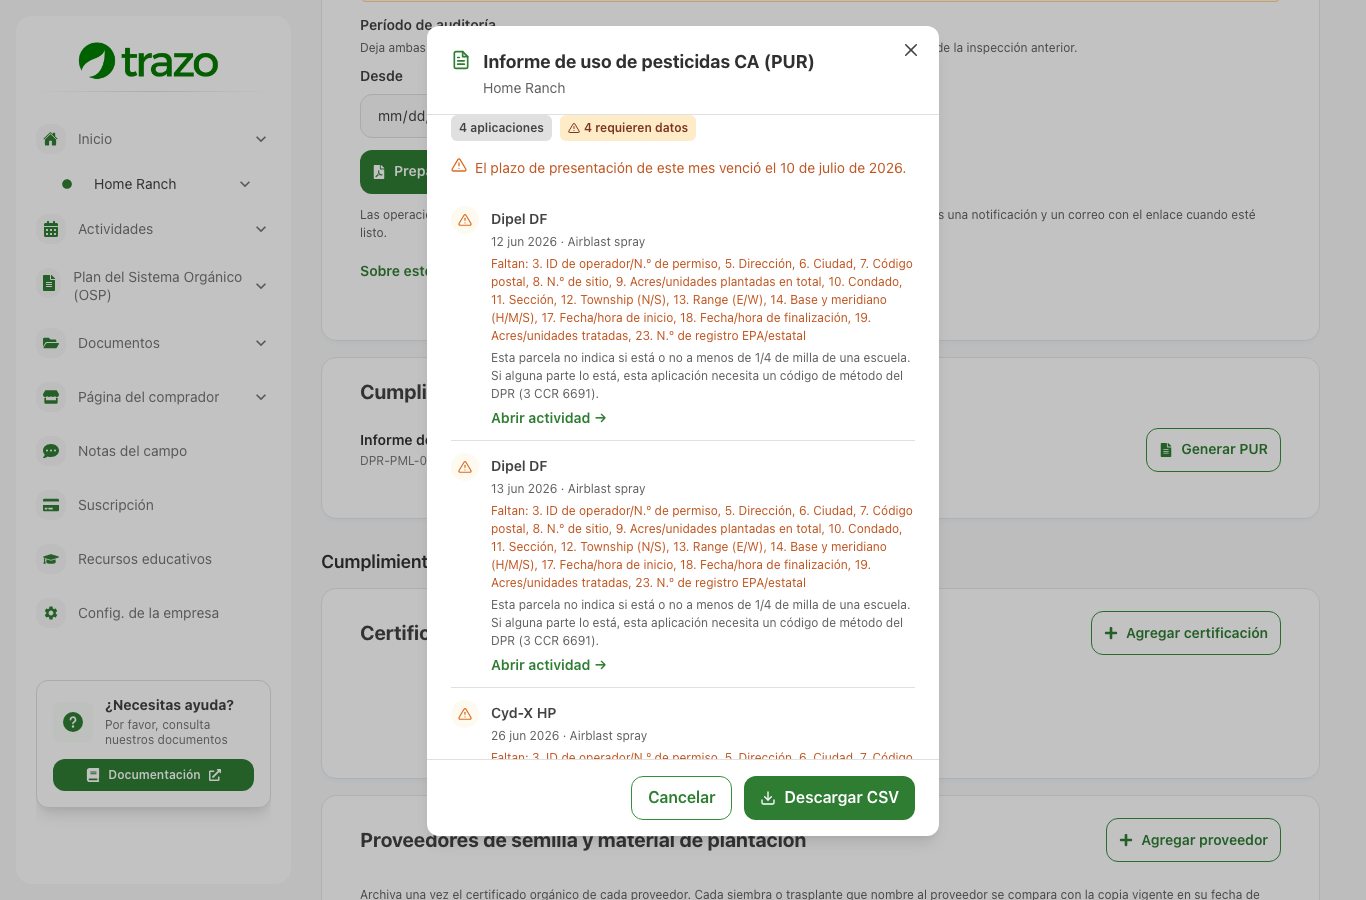 trazo
Inicio
Home Ranch
Actividades
Plan del Sistema Orgánico
(OSP)
Documentos
Página del comprador
Notas del campo
Suscripción
Recursos educativos
Config. de la empresa
¿Necesitas ayuda?
Por favor, consulta
nuestros documentos
Documentación
Período de auditoría
Deja ambas
de la inspección anterior.
Desde
mm/dd/
Las operaci
s una notificación y un correo con el enlace cuando esté
listo.
Sobre este
Informe de uso de pesticidas CA (PUR)
Home Ranch
4 aplicaciones
4 requieren datos
El plazo de presentación de este mes venció el 10 de julio de 2026.
Dipel DF
12 jun 2026 · Airblast spray
Faltan: 3. ID de operador/N.° de permiso, 5. Dirección, 6. Ciudad, 7. Código
postal, 8. N.° de sitio, 9. Acres/unidades plantadas en total, 10. Condado,
11. Sección, 12. Township (N/S), 13. Range (E/W), 14. Base y meridiano
(H/M/S), 17. Fecha/hora de inicio, 18. Fecha/hora de finalización, 19.
Acres/unidades tratadas, 23. N.° de registro EPA/estatal
Esta parcela no indica si está o no a menos de 1/4 de milla de una escuela.
Si alguna parte lo está, esta aplicación necesita un código de método del
DPR (3 CCR 6691).
Abrir actividad →
Dipel DF
13 jun 2026 · Airblast spray
Faltan: 3. ID de operador/N.° de permiso, 5. Dirección, 6. Ciudad, 7. Código
postal, 8. N.° de sitio, 9. Acres/unidades plantadas en total, 10. Condado,
11. Sección, 12. Township (N/S), 13. Range (E/W), 14. Base y meridiano
(H/M/S), 17. Fecha/hora de inicio, 18. Fecha/hora de finalización, 19.
Acres/unidades tratadas, 23. N.° de registro EPA/estatal
Esta parcela no indica si está o no a menos de 1/4 de milla de una escuela.
Si alguna parte lo está, esta aplicación necesita un código de método del
DPR (3 CCR 6691).
Abrir actividad →
Cyd-X HP
26 jun 2026 · Airblast spray
Faltan: 3. ID de operador/N.° de permiso, 5. Dirección, 6. Ciudad, 7. Código
Cancelar
Descargar CSV
Prepa
Cumpli
Informe de
DPR-PML-0
Generar PUR
Cumplimient
Certific
Agregar certificación
Proveedores de semilla y material de plantación
Agregar proveedor
Archiva una vez el certificado orgánico de cada proveedor. Cada siembra o trasplante que nombre al proveedor se compara con la copia vigente en su fecha de